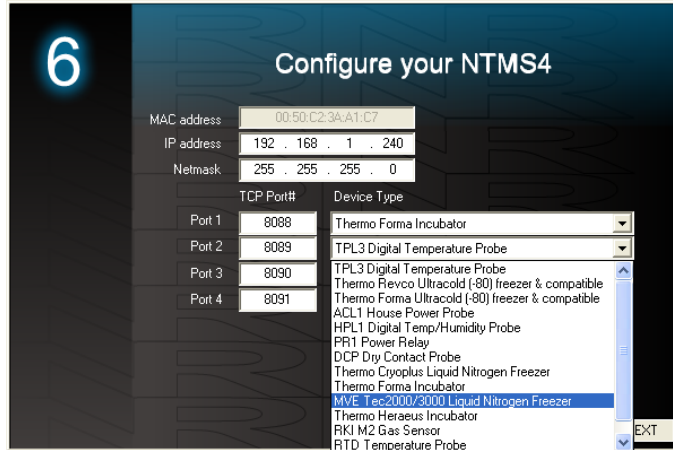 6
Configure your NTMS4
MAC address 00:50:C2:3A:A1:C7
IP address 192 . 168 . 1 . 240
Netmask 255 . 255 . 255 . 0
TCP Port# Device Type
Port 1 8088 Thermo Forma Incubator
Port 2 8089 TPL3 Digital Temperature Probe
Port 3 8090
Port 4 8091
TPL3 Digital Temperature Probe
Thermo Revco Ultracold (-80) freezer & compatible
Thermo Forma Ultracold (-80) freezer & compatible
ACL1 House Power Probe
HPL1 Digital Temp/Humidity Probe
PR1 Power Relay
DCP Dry Contact Probe
Thermo Cryoplus Liquid Nitrogen Freezer
Thermo Forma Incubator
MVE Tec2000/3000 Liquid Nitrogen Freezer
Thermo Heraeus Incubator
RKI M2 Gas Sensor
RTD Temperature Probe
EXT